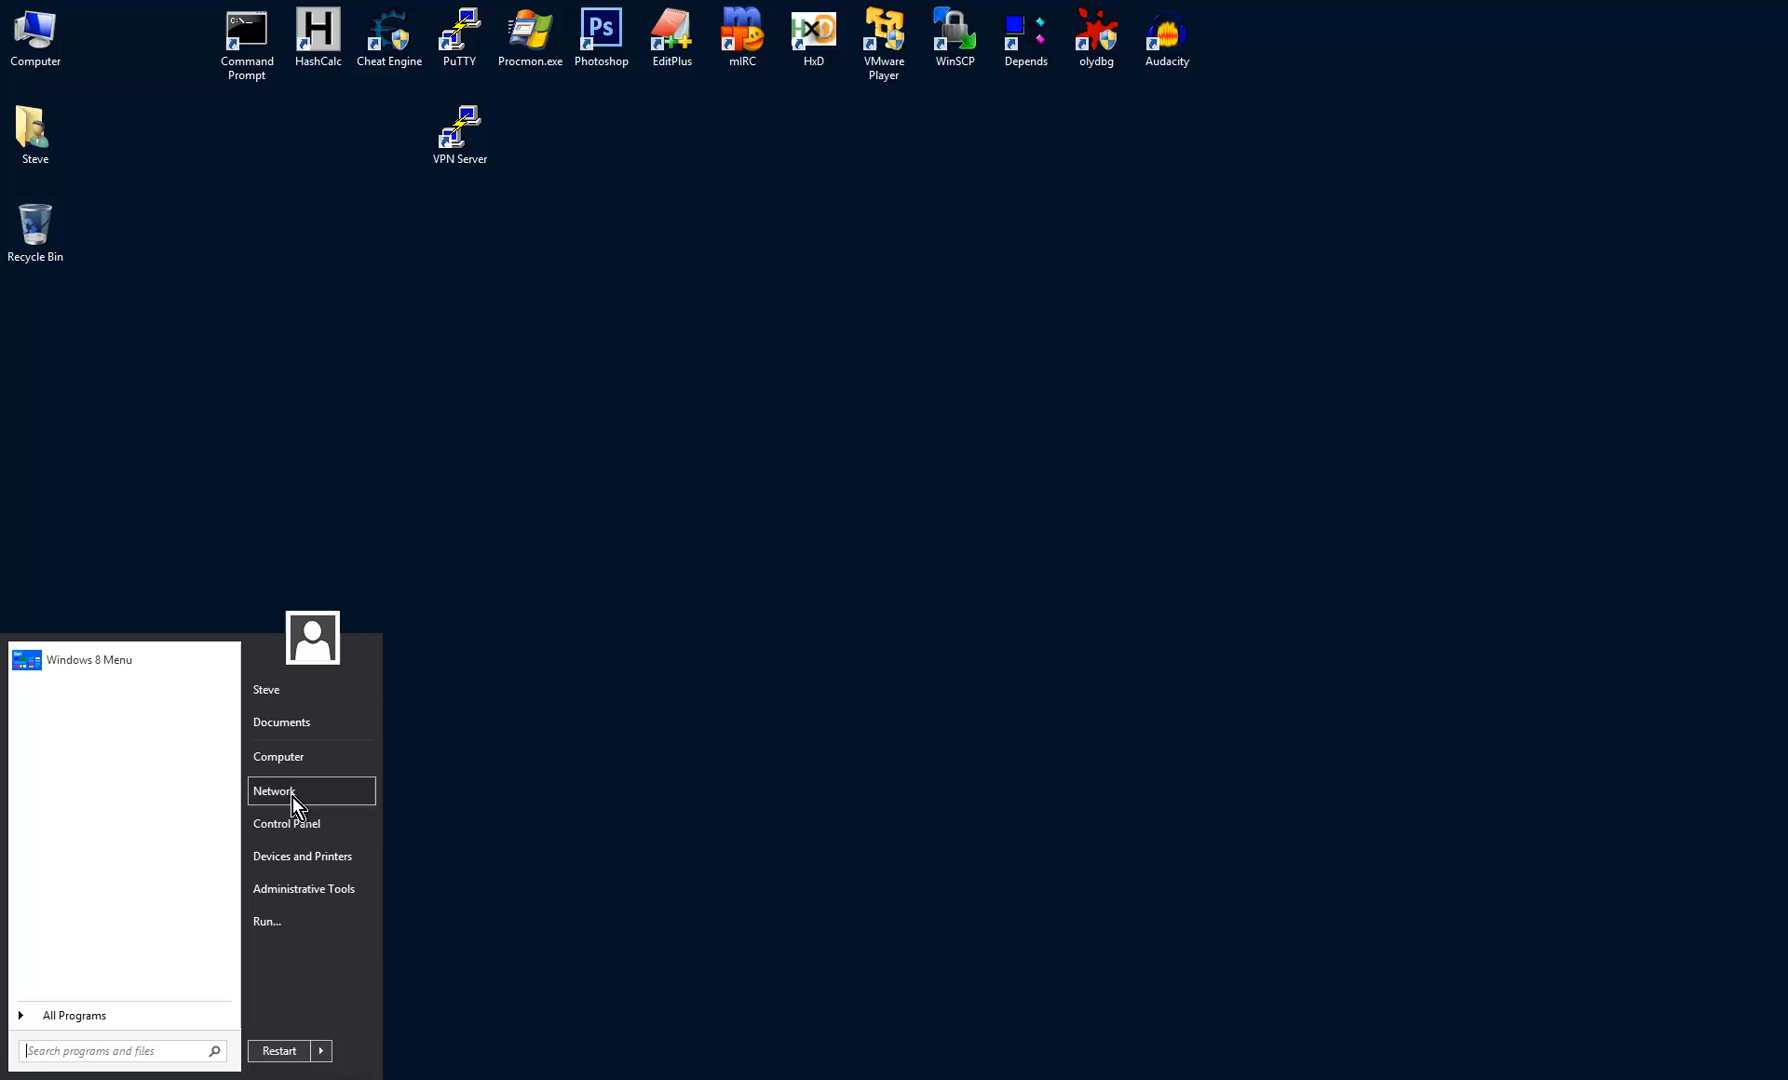 Computer
Command
Prompt
HashCalc
Cheat Engine
PuTTY
Procmon.exe
Photoshop
EditPlus
mIRC
HxD
VMware
Player
WinSCP
Depends
olydbg
Audacity
C:\_
H
Ps
HxD
Steve
VPN Server
Recycle Bin
Windows 8 Menu
Steve
Documents
Computer
Network
Control Panel
Devices and Printers
Administrative Tools
Run...
All Programs
Search programs and files
Restart